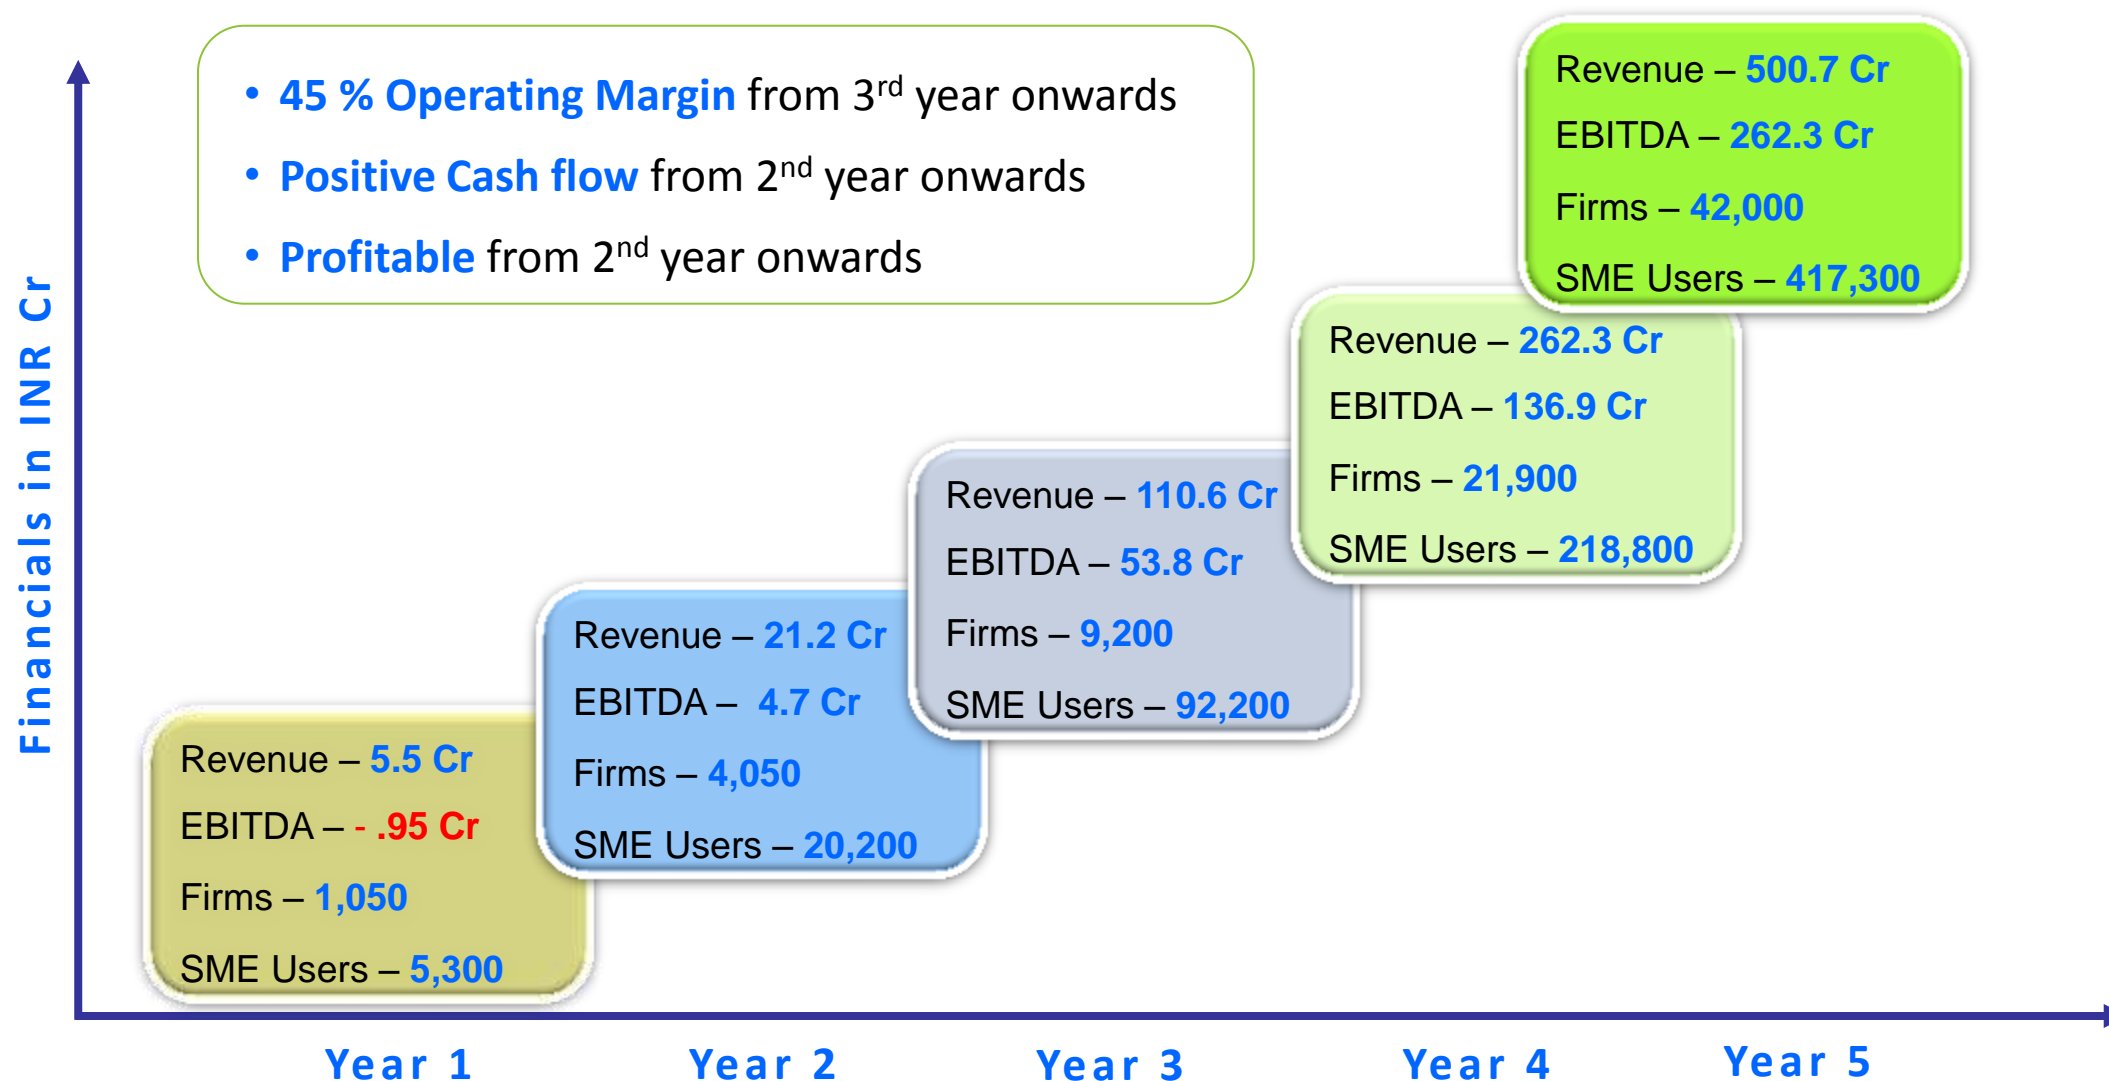 • 45 % Operating Margin from 3rd year onwards
• Positive Cash flow from 2nd year onwards
• Profitable from 2nd year onwards
Financials in INR Cr
Revenue – 5.5 Cr
EBITDA – - .95 Cr
Firms – 1,050
SME Users – 5,300
Revenue – 21.2 Cr
EBITDA – 4.7 Cr
Firms – 4,050
SME Users – 20,200
Revenue – 110.6 Cr
EBITDA – 53.8 Cr
Firms – 9,200
SME Users – 92,200
Revenue – 262.3 Cr
EBITDA – 136.9 Cr
Firms – 21,900
SME Users – 218,800
Revenue – 500.7 Cr
EBITDA – 262.3 Cr
Firms – 42,000
SME Users – 417,300
Year 1
Year 2
Year 3
Year 4
Year 5